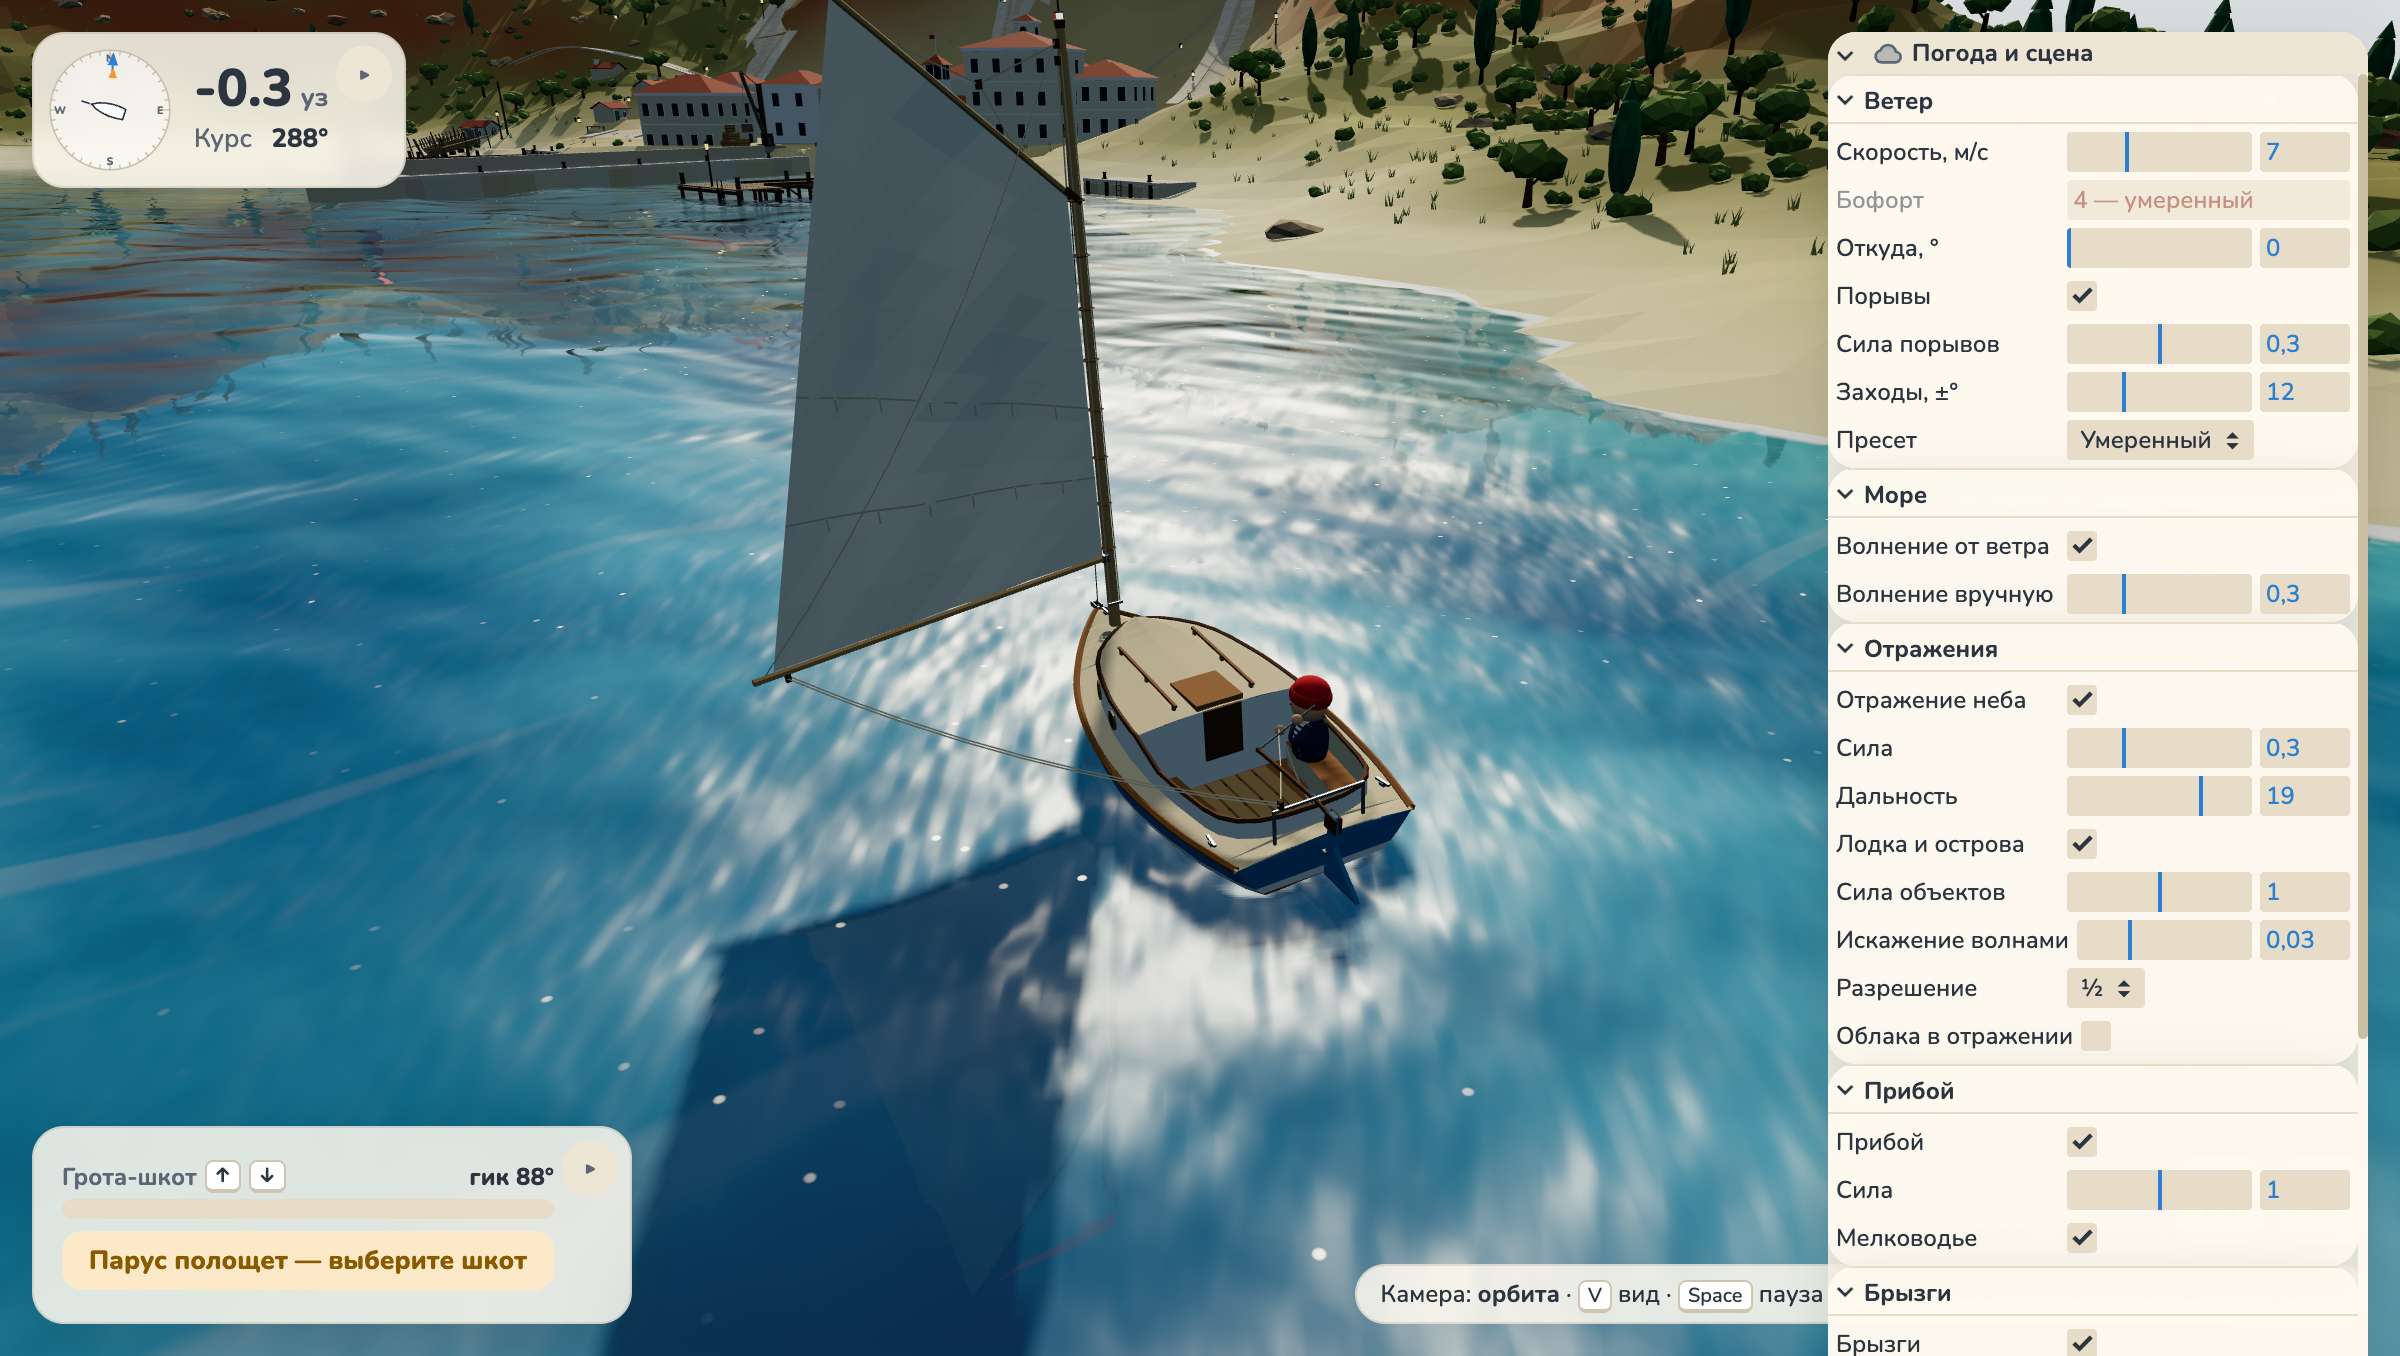 N
W
E
S
-0.3 уз
Курс 288°
Грота-шкот ↑ ↓ гик 88°
Парус полощет — выберите шкот
Камера: орбита · V вид · Space пауза
Погода и сцена
Ветер
Скорость, м/с 7
Бофорт 4 — умеренный
Откуда, ° 0
Порывы
Сила порывов 0,3
Заходы, ±° 12
Пресет Умеренный
Море
Волнение от ветра
Волнение вручную 0,3
Отражения
Отражение неба
Сила 0,3
Дальность 19
Лодка и острова
Сила объектов 1
Искажение волнами 0,03
Разрешение ½
Облака в отражении
Прибой
Прибой
Сила 1
Мелководье
Брызги
Брызги